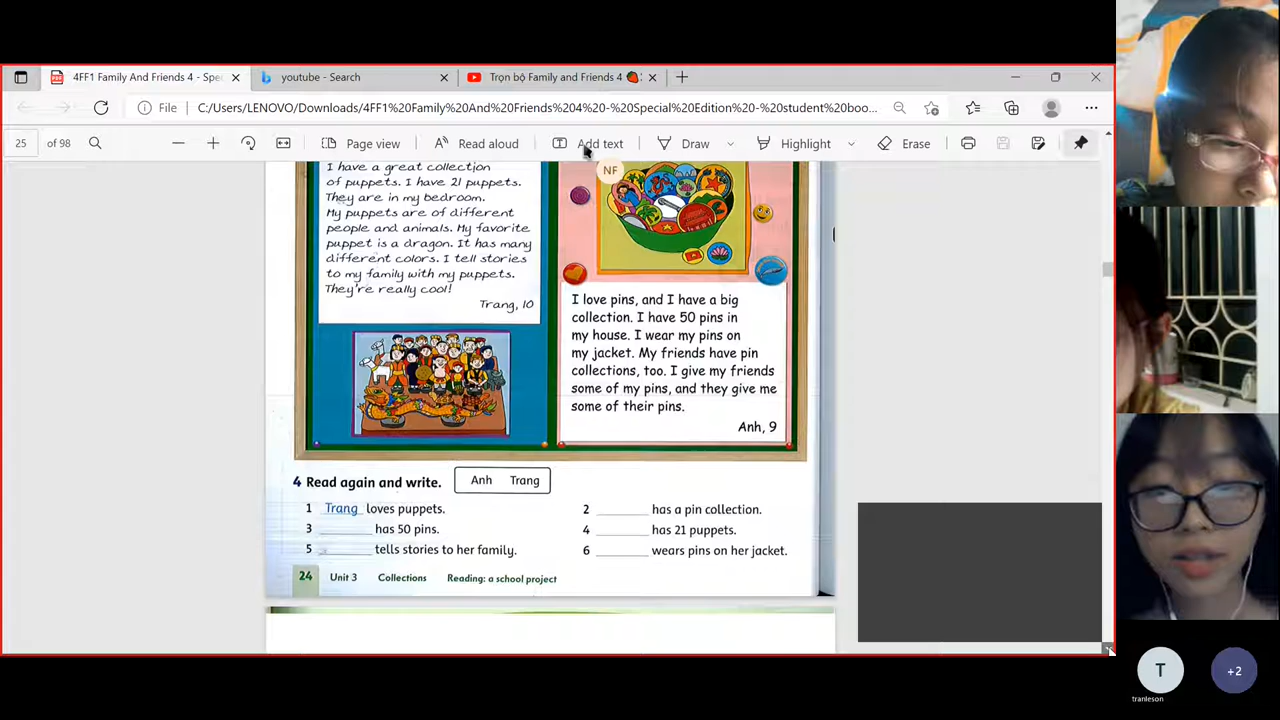 4FF1 Family And Friends 4 - Spec
youtube - Search
Trọn bộ Family and Friends 4
File
C:/Users/LENOVO/Downloads/4FF1%20Family%20And%20Friends%204%20-%20Special%20Edition%20-%20student%20boo...
25 of 98
Page view
Read aloud
Add text
Draw
Highlight
Erase
NF
I have a great collection
of puppets. I have 21 puppets.
They are in my bedroom.
My puppets are of different
people and animals. My favorite
puppet is a dragon. It has many
different colors. I tell stories
to my family with my puppets.
They're really cool!
Trang, 10
I love pins, and I have a big
collection. I have 50 pins in
my house. I wear my pins on
my jacket. My friends have pin
collections, too. I give my friends
some of my pins, and they give me
some of their pins.
Anh, 9
4 Read again and write.
Anh Trang
1 Trang loves puppets.
2 ______ has a pin collection.
3 ______ has 50 pins.
4 ______ has 21 puppets.
5 ______ tells stories to her family.
6 ______ wears pins on her jacket.
24 Unit 3 Collections Reading: a school project
T
tranleson
+2